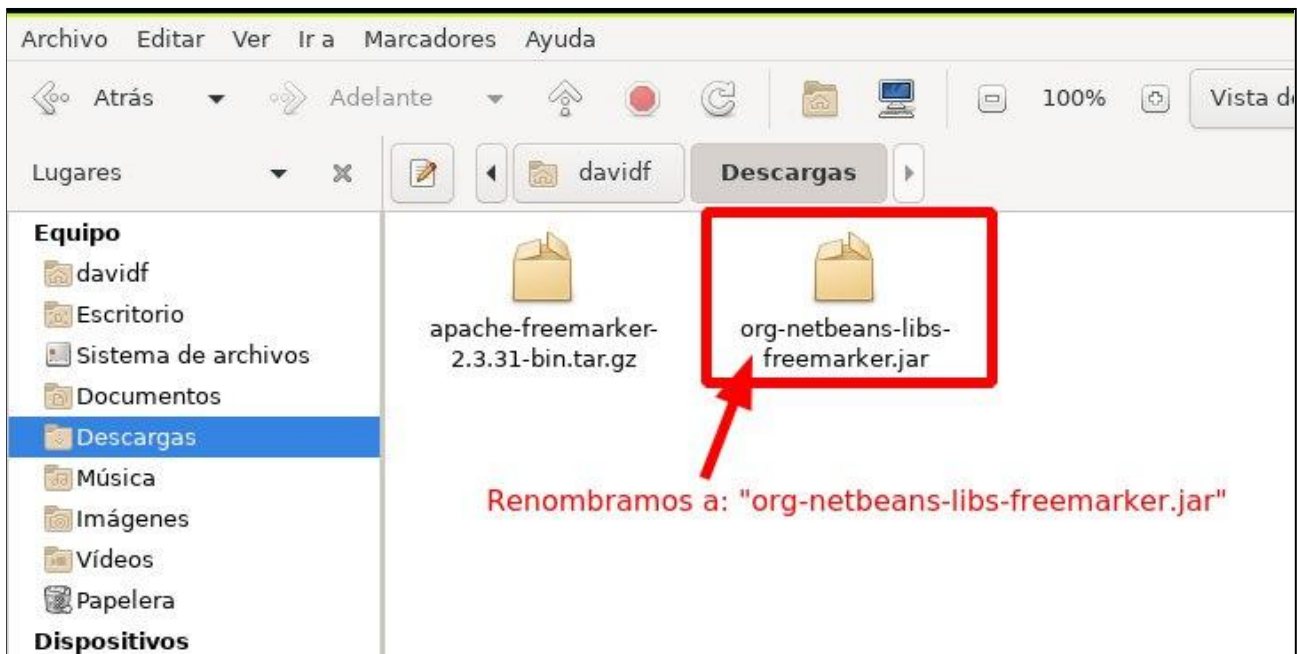 Archivo Editar Ver Ir a Marcadores Ayuda
Atrás Adelante 100%
Lugares davidf Descargas
Equipo
davidf
Escritorio
Sistema de archivos
Documentos
Descargas
Música
Imágenes
Vídeos
Papelera
Dispositivos
apache-freemarker-
2.3.31-bin.tar.gz
org-netbeans-libs-
freemarker.jar
Renombramos a: "org-netbeans-libs-freemarker.jar"